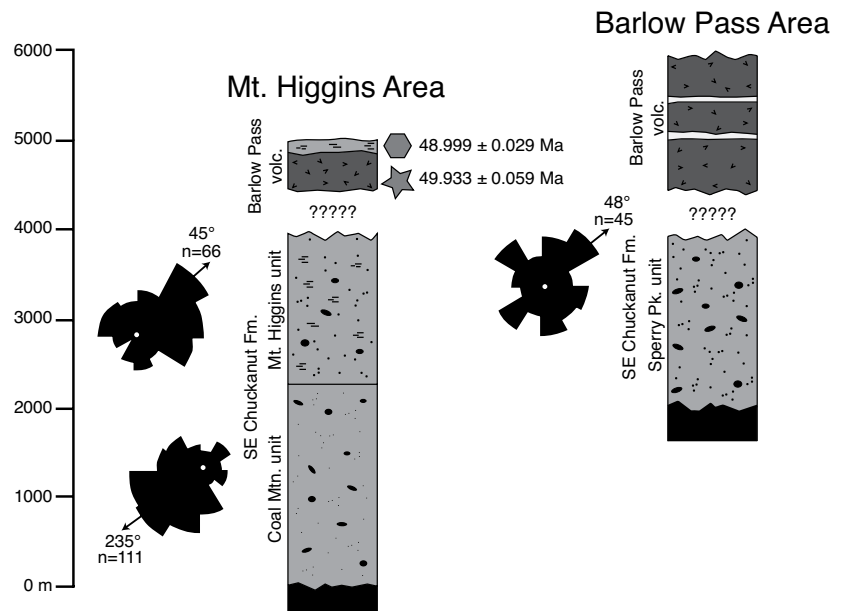 Barlow Pass Area
6000
5000
4000
3000
2000
1000
0 m
Mt. Higgins Area
Barlow Pass
volc.
48.999 ± 0.029 Ma
49.933 ± 0.059 Ma
?????
45°
n=66
235°
n=111
SE Chuckanut Fm.
Mt. Higgins unit
Coal Mtn. unit
Barlow Pass
volc.
?????
48°
n=45
SE Chuckanut Fm.
Sperry Pk. unit